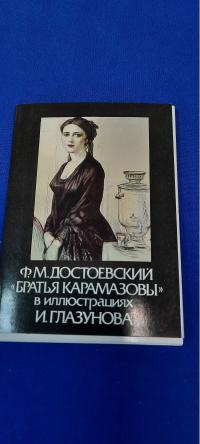 Ф.М.ДОСТОЕВСКИЙ
«БРАТЬЯ КАРАМАЗОВЫ»
в иллюстрациях
И.ГЛАЗУНОВА